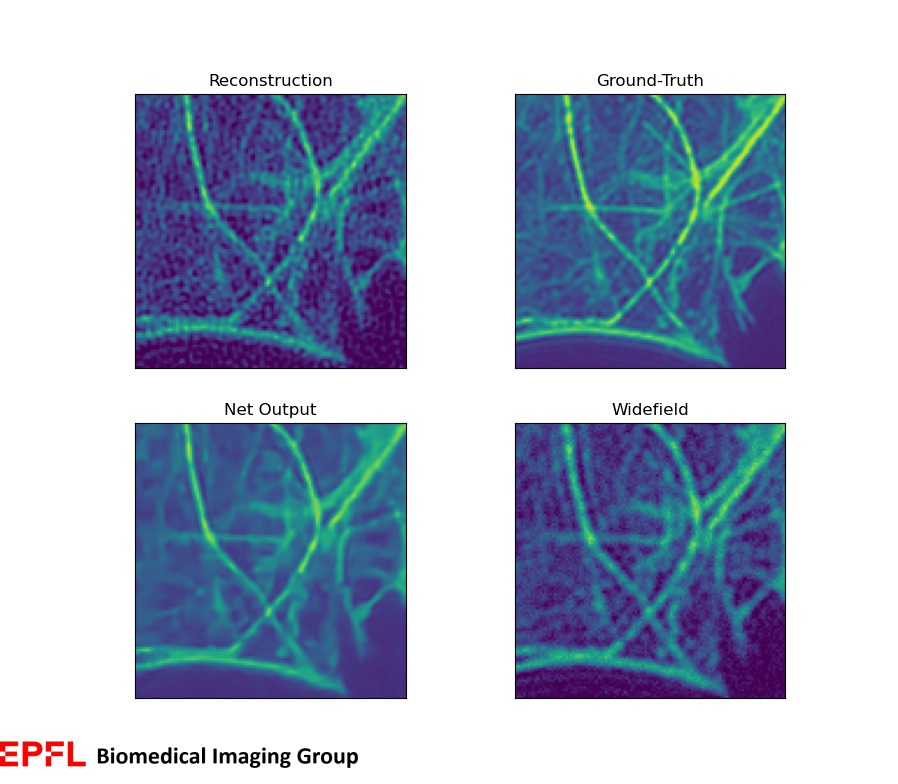 Reconstruction
Ground-Truth
Net Output
Widefield
EPFL Biomedical Imaging Group